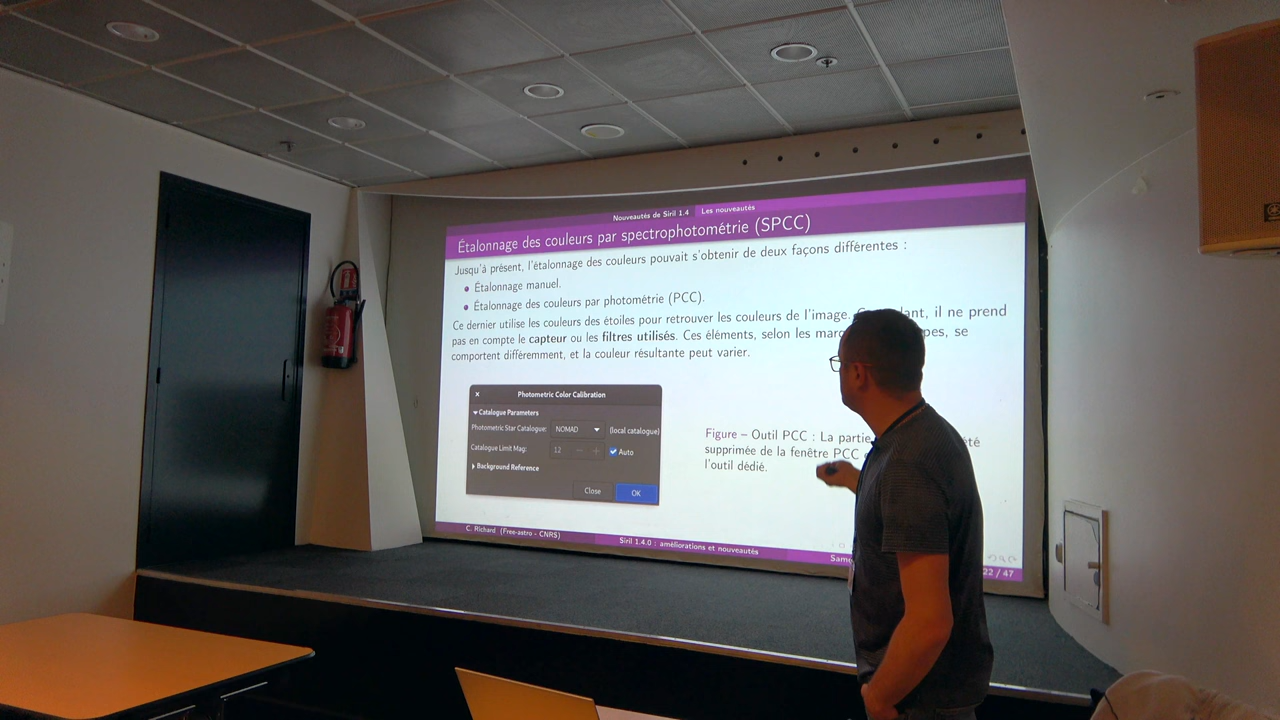 Nouveautés de Siril 1.4 Les nouveautés
Étalonnage des couleurs par spectrophotométrie (SPCC)
Jusqu'à présent, l'étalonnage des couleurs pouvait s'obtenir de deux façons différentes :
Étalonnage manuel.
Étalonnage des couleurs par photométrie (PCC).
Ce dernier utilise les couleurs des étoiles pour retrouver les couleurs de l'image. il ne prend
pas en compte le capteur ou les filtres utilisés. Ces éléments, selon les se
comportent différemment, et la couleur résultante peut varier.
× Photometric Color Calibration
Catalogue Parameters
Photometric Star Catalogue: NOMAD (local catalogue)
Catalogue Limit Mag: 12 − + Auto
Background Reference
Close OK
Figure – Outil PCC : La partie été
supprimée de la fenêtre PCC
l'outil dédié.
C. Richard (Free-astro - CNRS) Siril 1.4.0 : améliorations et nouveautés
22 / 47